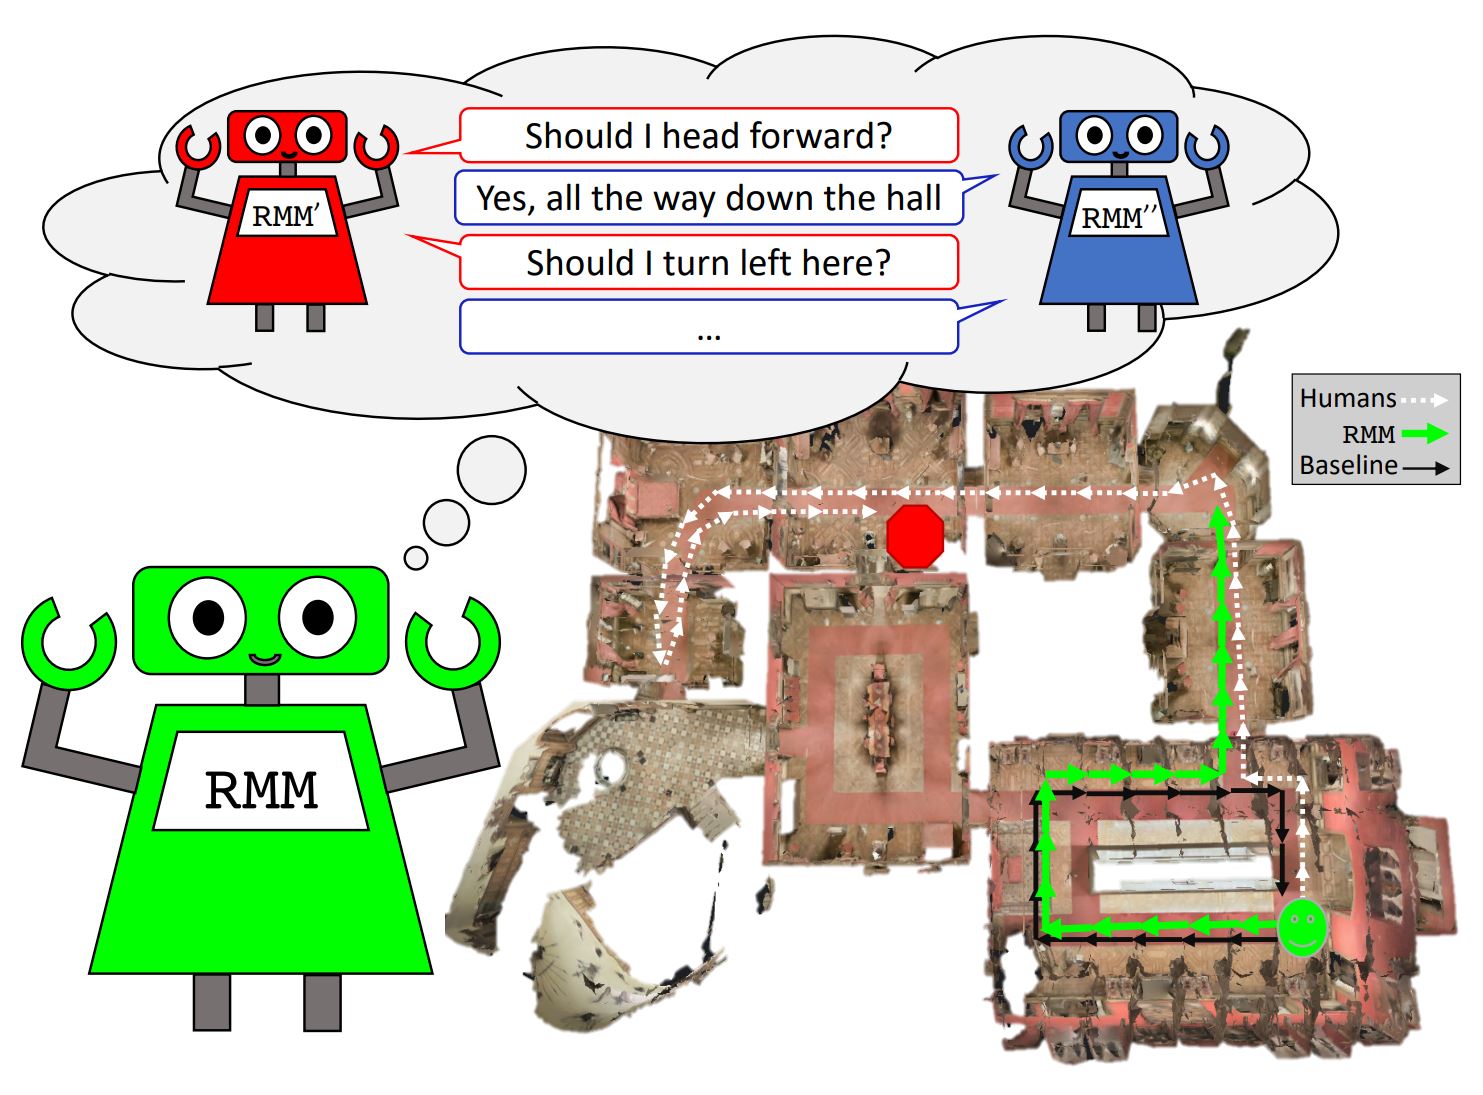 Should I head forward?
RMM′
Yes, all the way down the hall
RMM′′
Should I turn left here?
...
Humans
RMM
Baseline
RMM